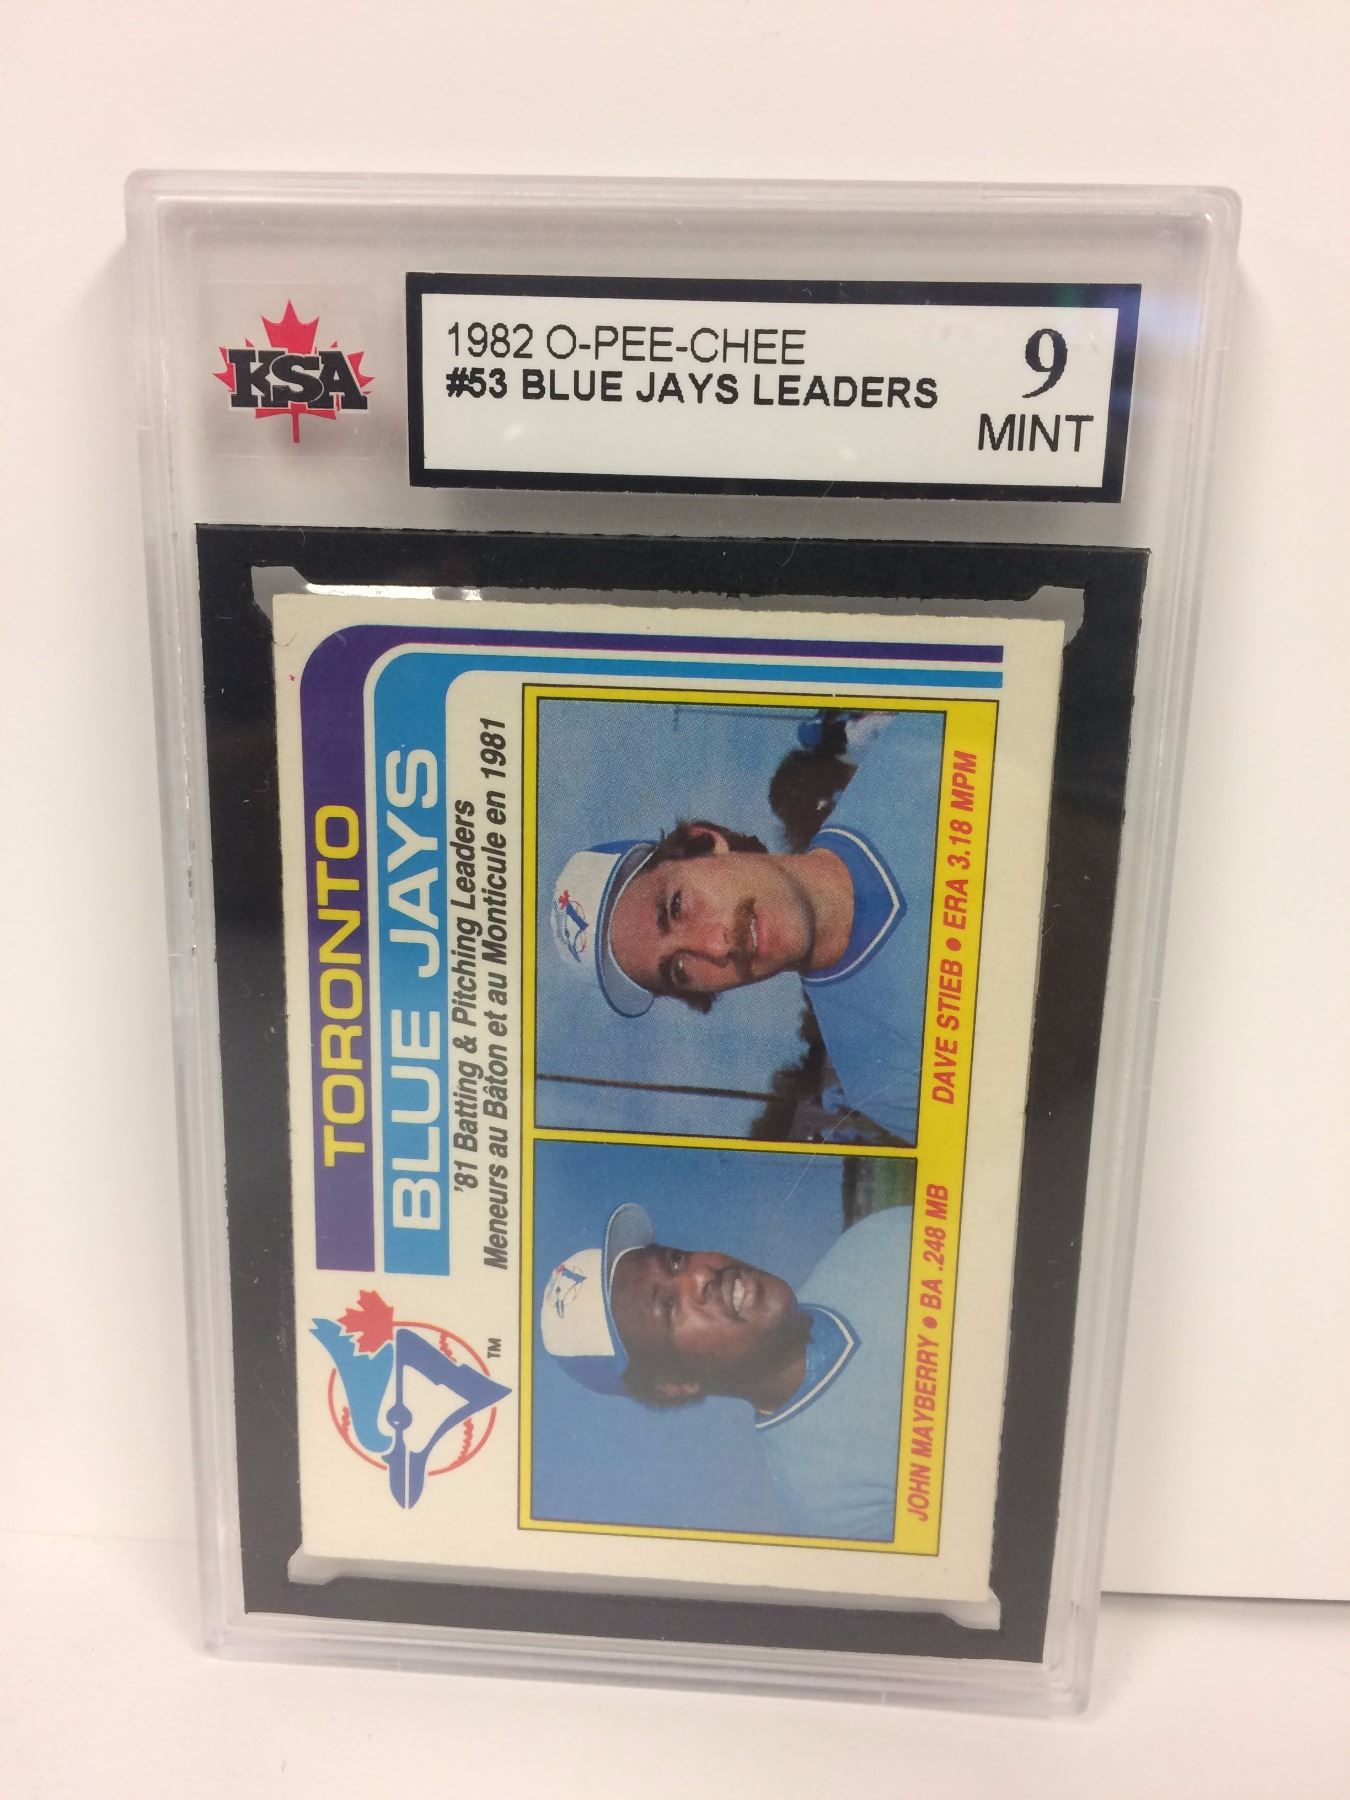 KSA
1982 O-PEE-CHEE
#53 BLUE JAYS LEADERS
9
MINT
TORONTO
BLUE JAYS
'81 Batting & Pitching Leaders
Meneurs au Bâton et au Monticule en 1981
TM
JOHN MAYBERRY • BA .248 MB
DAVE STIEB • ERA 3.18 MPM